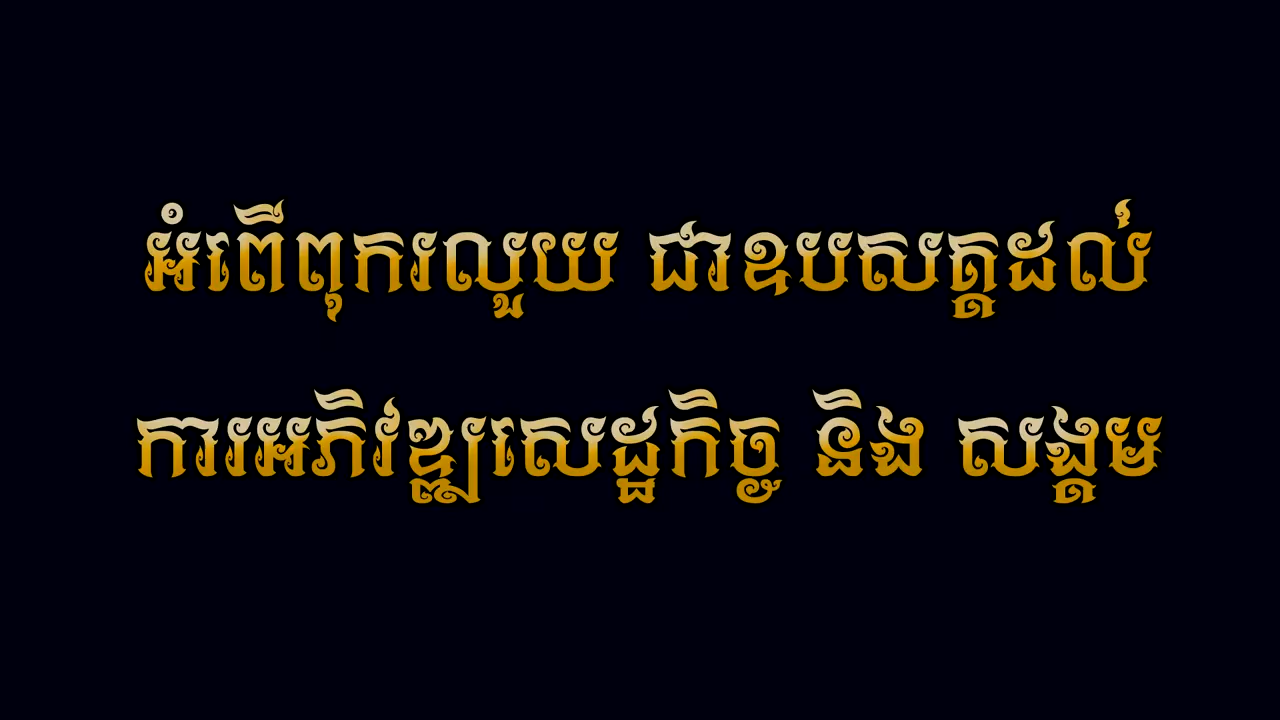 អំពើពុករលួយ ជាឧបសគ្គដល់
ការអភិវឌ្ឍរសេដ្ឋកិច្ច និង សង្គម